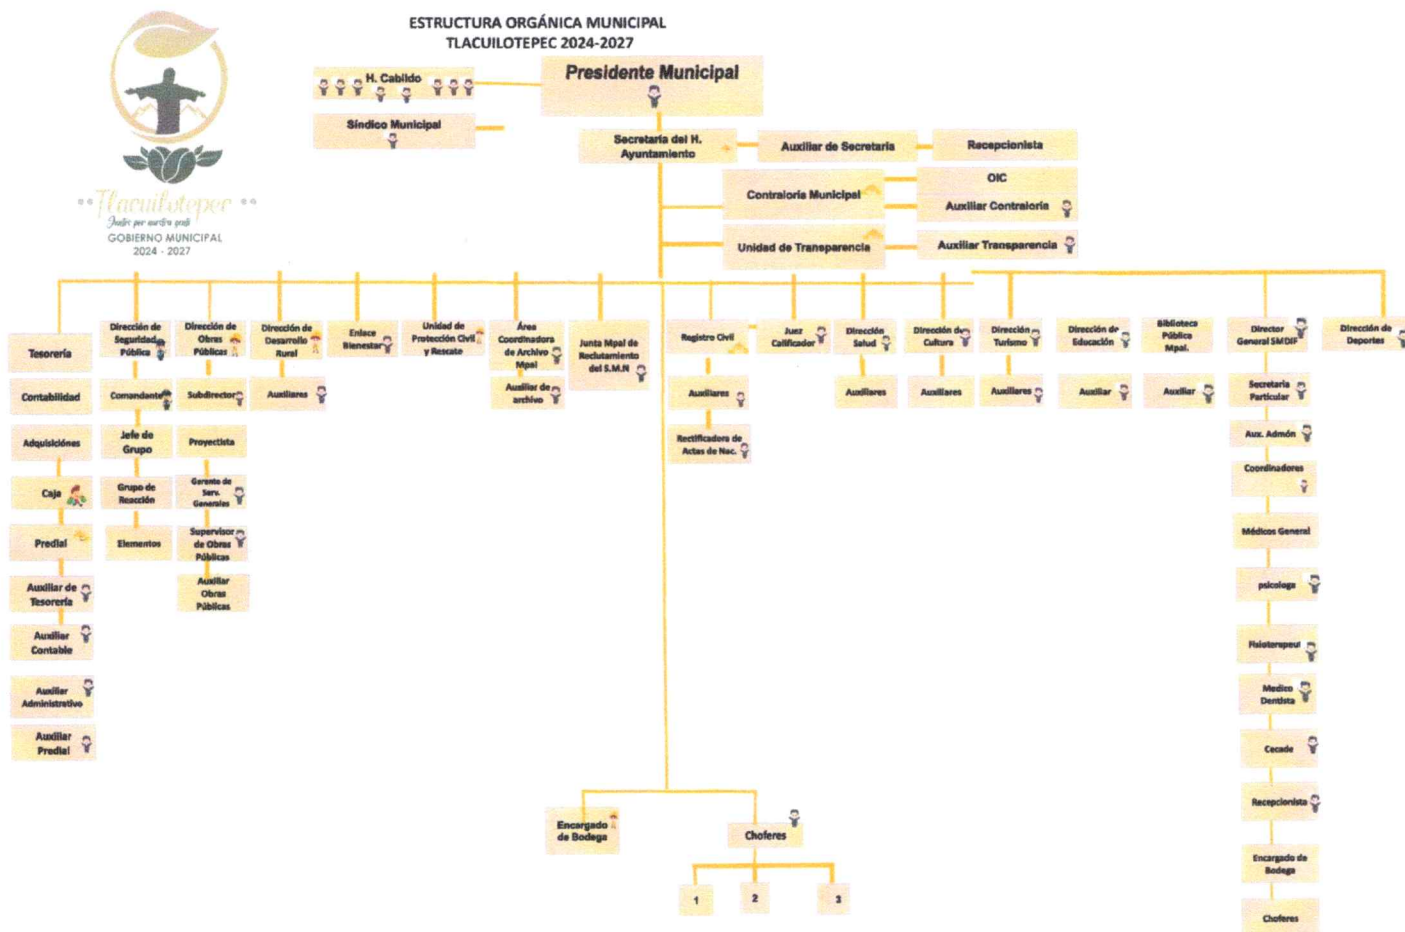 ESTRUCTURA ORGÁNICA MUNICIPAL
TLACUILOTEPEC 2024-2027
H. Cabildo
Presidente Municipal
Síndico Municipal
Secretaría del H.
Ayuntamiento
Auxiliar de Secretaria
Recepcionista
Contraloría Municipal
OIC
Auxiliar Contraloría
Unidad de Transparencia
Auxiliar Transparencia
Tlacuilotepec
GOBIERNO MUNICIPAL
2024 - 2027
Tesorería
Dirección de
Seguridad
Pública
Dirección de
Obras
Públicas
Dirección de
Desarrollo
Rural
Enlace
Bienestar
Unidad de
Protección Civil
y Rescate
Área
Coordinadora
de Archivo
Mpal
Junta Mpal de
Reclutamiento
del S.M.N
Registro Civil
Juez
Calificador
Dirección
Salud
Dirección de
Cultura
Dirección
Turismo
Dirección de
Educación
Biblioteca
Pública
Mpal.
Director
General SMDIF
Dirección de
Deportes
Contabilidad
Comandante
Subdirector
Auxiliares
Auxiliar de
archivo
Auxiliares
Auxiliares
Auxiliares
Auxiliares
Auxiliar
Auxiliar
Secretaria
Particular
Adquisiciónes
Jefe de
Grupo
Proyectista
Rectificadora de
Actas de Nac.
Aux. Admón
Caja
Grupo de
Reacción
Gerente de
Serv.
Generales
Coordinadores
Predial
Elementos
Supervisor
de Obras
Públicas
Médicos General
Auxiliar de
Tesorería
Auxiliar
Obras
Públicas
psicologa
Auxiliar
Contable
Fisioterapeut
Auxiliar
Administrativo
Medico
Dentista
Auxiliar
Predial
Cecade
Recepcionista
Encargado
de Bodega
Choferes
Encargado de
Bodega
1
2
3
Choferes